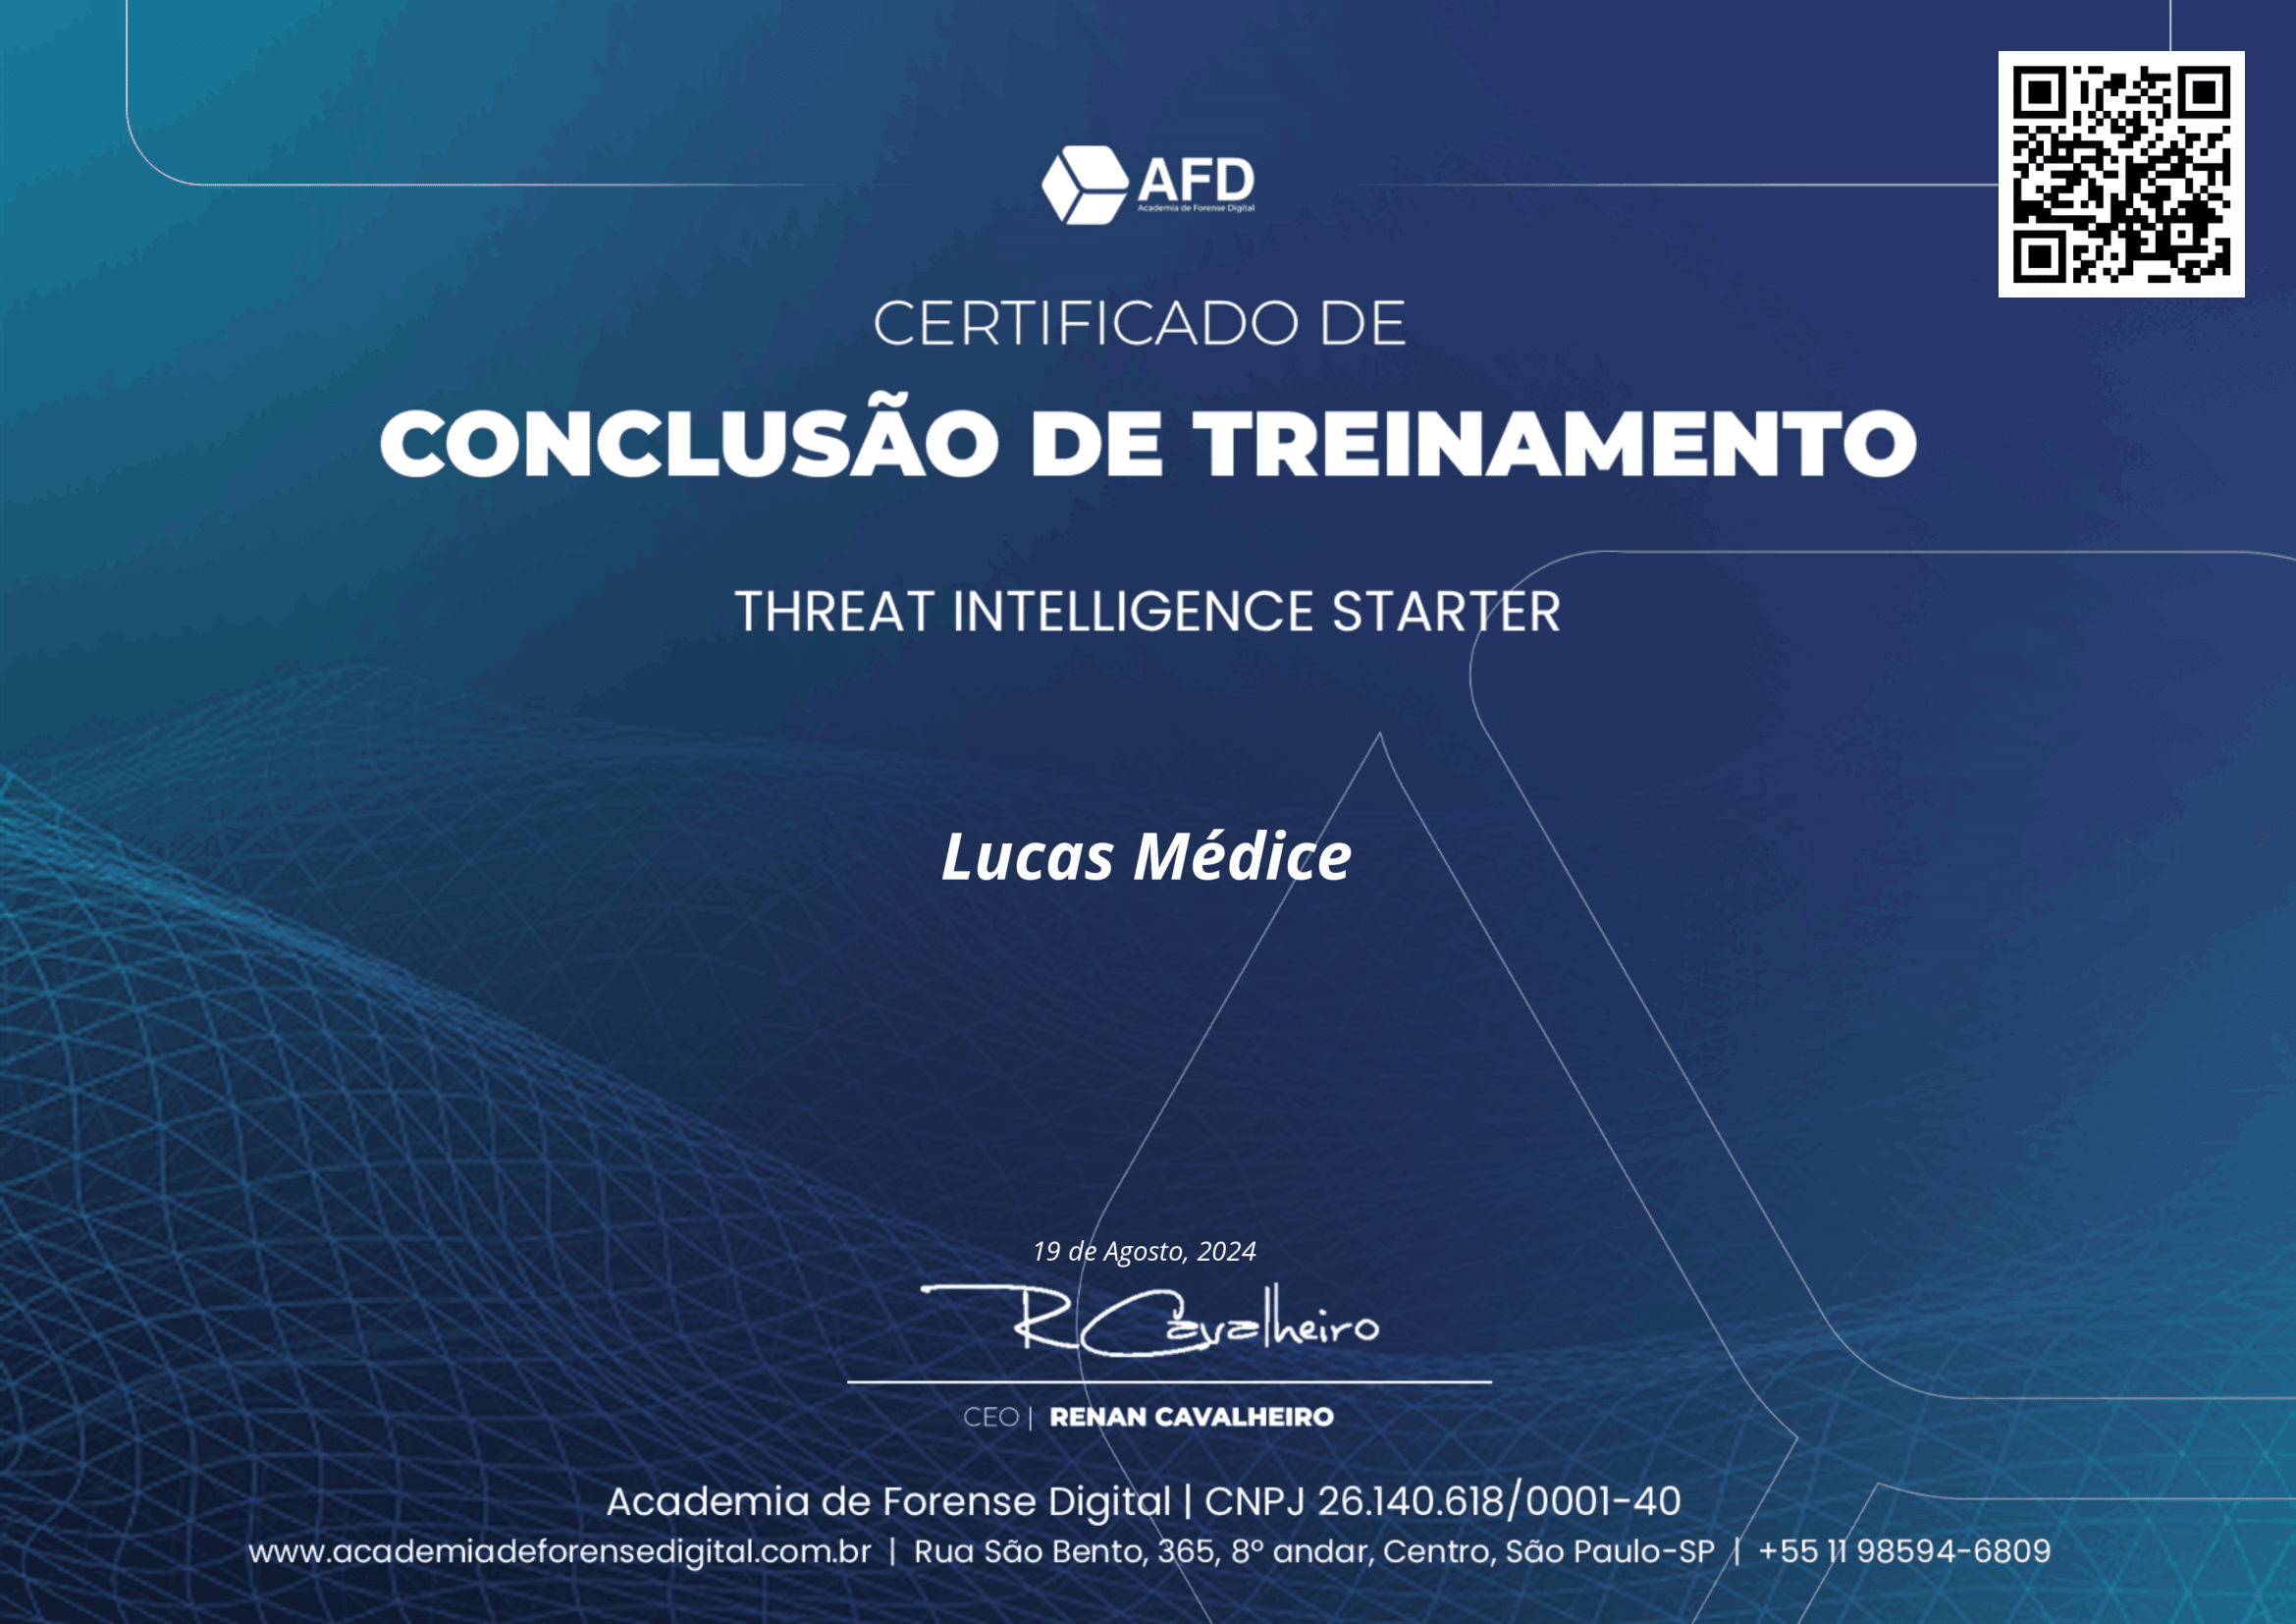 AFD
Academia de Forense Digital
CERTIFICADO DE
CONCLUSÃO DE TREINAMENTO
THREAT INTELLIGENCE STARTER
Lucas Médice
19 de Agosto, 2024
RCavalheiro
CEO | RENAN CAVALHEIRO
Academia de Forense Digital | CNPJ 26.140.618/0001-40
www.academiadeforensedigital.com.br | Rua São Bento, 365, 8º andar, Centro, São Paulo-SP | +55 11 98594-6809